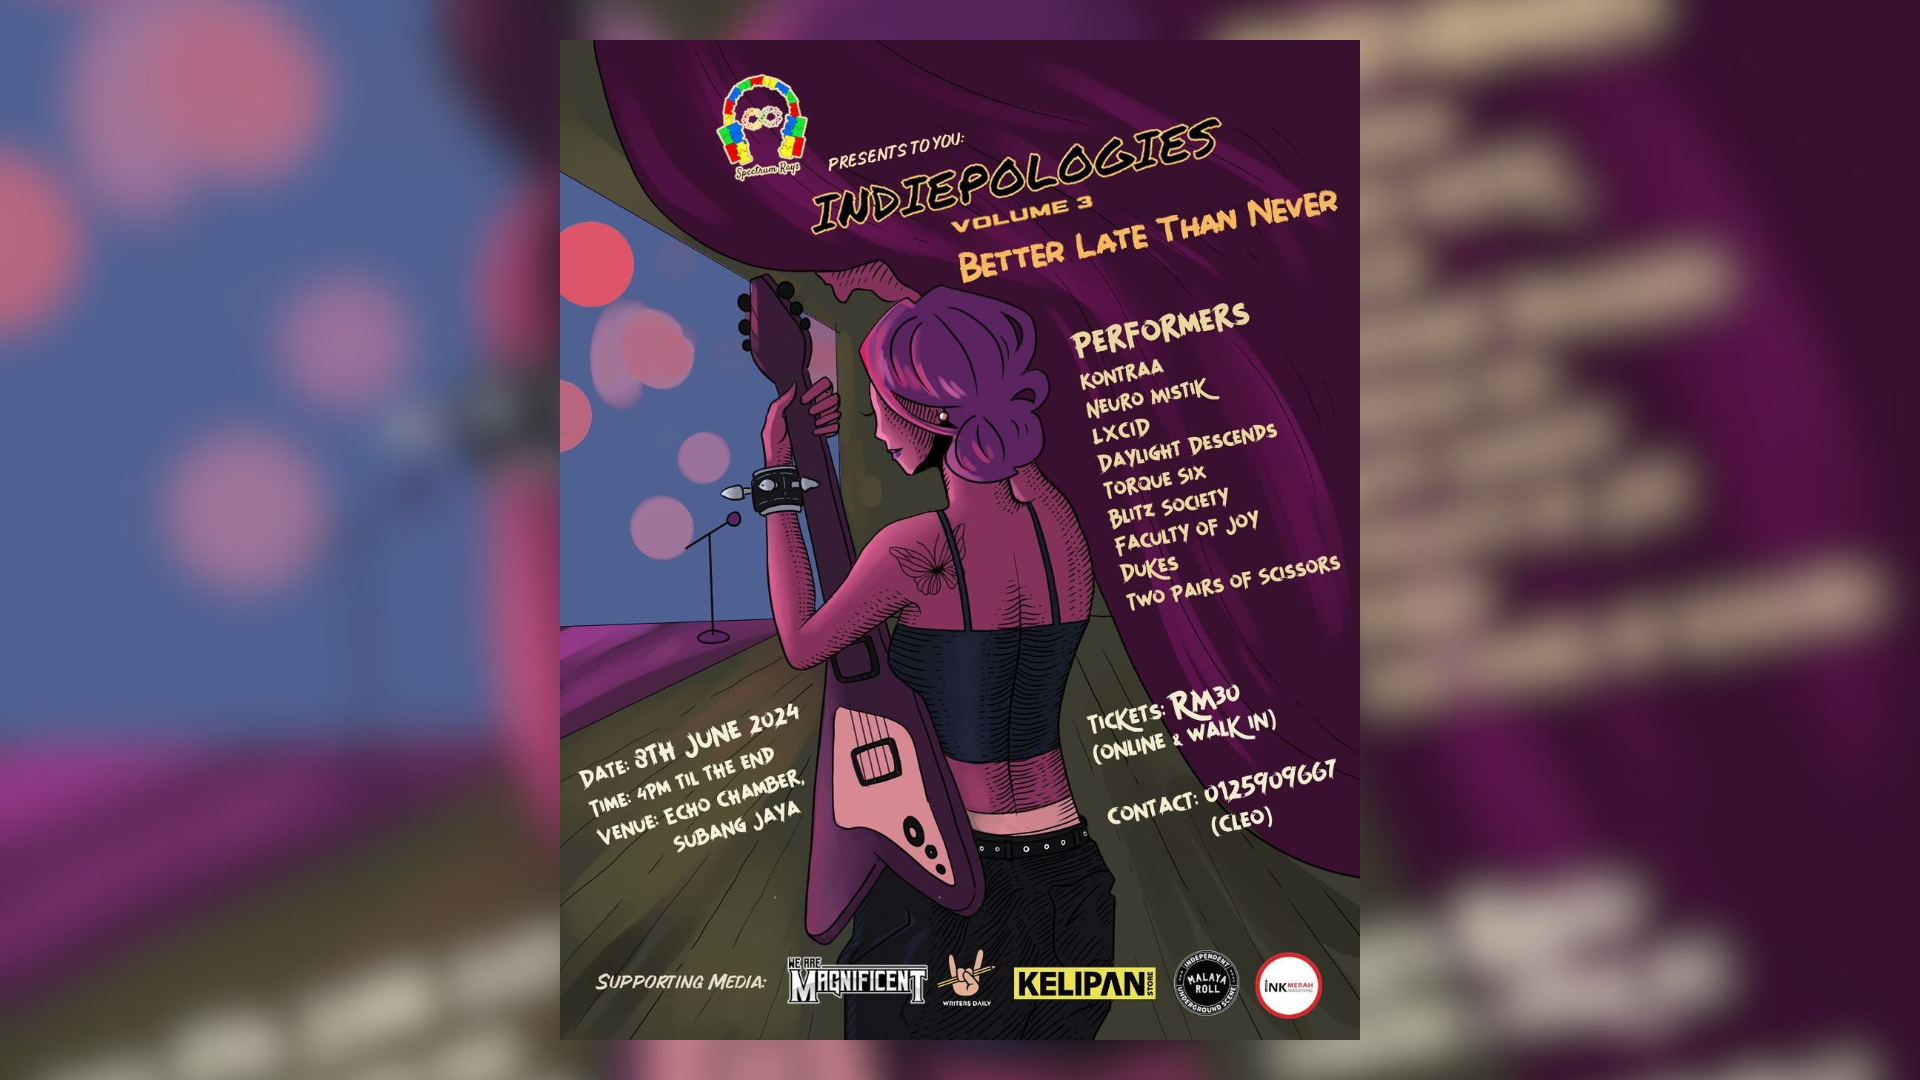 Spectrum Rays
PRESENTS TO YOU:
INDIEPOLOGIES
VOLUME 3
BETTER LATE THAN NEVER
PERFORMERS
KONTRAA
NEURO MISTIK
LXCID
DAYLIGHT DESCENDS
TORQUE SIX
BLITZ SOCIETY
FACULTY OF JOY
DUKES
TWO PAIRS OF SCISSORS
DATE: 8TH JUNE 2024
TIME: 4PM TIL THE END
VENUE: ECHO CHAMBER,
SUBANG JAYA
TICKETS: RM30
(ONLINE & WALK IN)
CONTACT: 0125909667
(CLEO)
SUPPORTING MEDIA:
WE ARE
MAGNIFICENT
WRITERS DAILY
KELIPAN
STORE
INDEPENDENT
MALAYA
ROLL
UNDERGROUND SCENE
INKMERAH
ADVERTISING